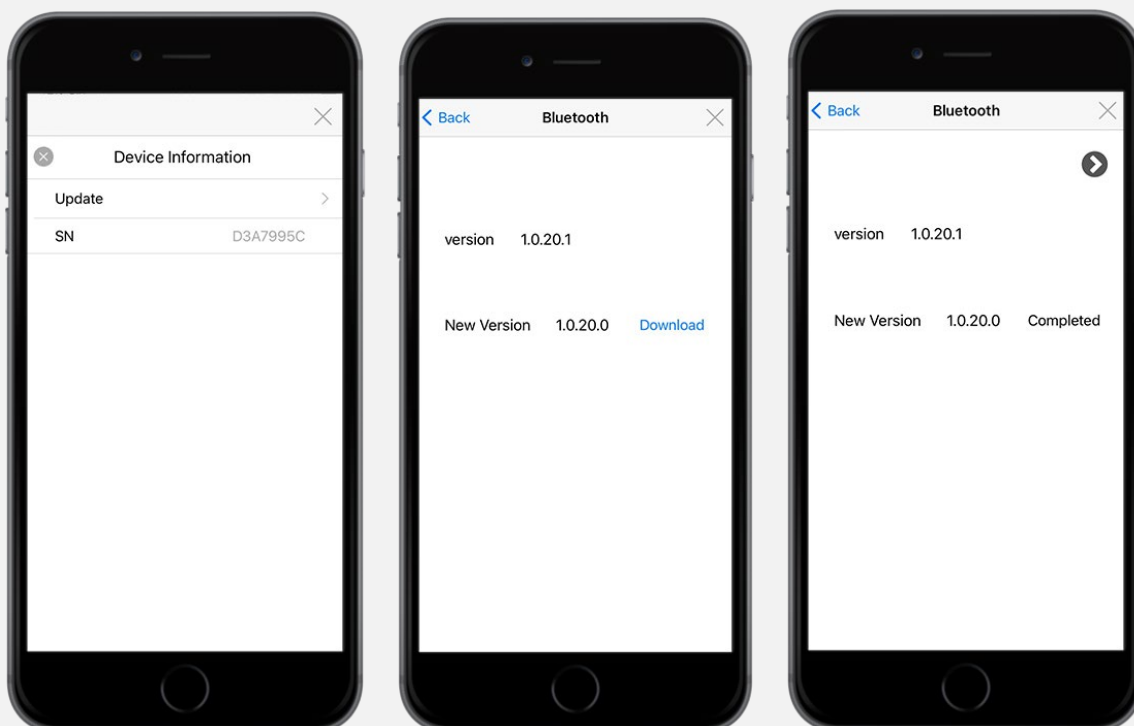 Device Information
Update
SN D3A7995C
Back Bluetooth
version 1.0.20.1
New Version 1.0.20.0 Download
Back Bluetooth
version 1.0.20.1
New Version 1.0.20.0 Completed